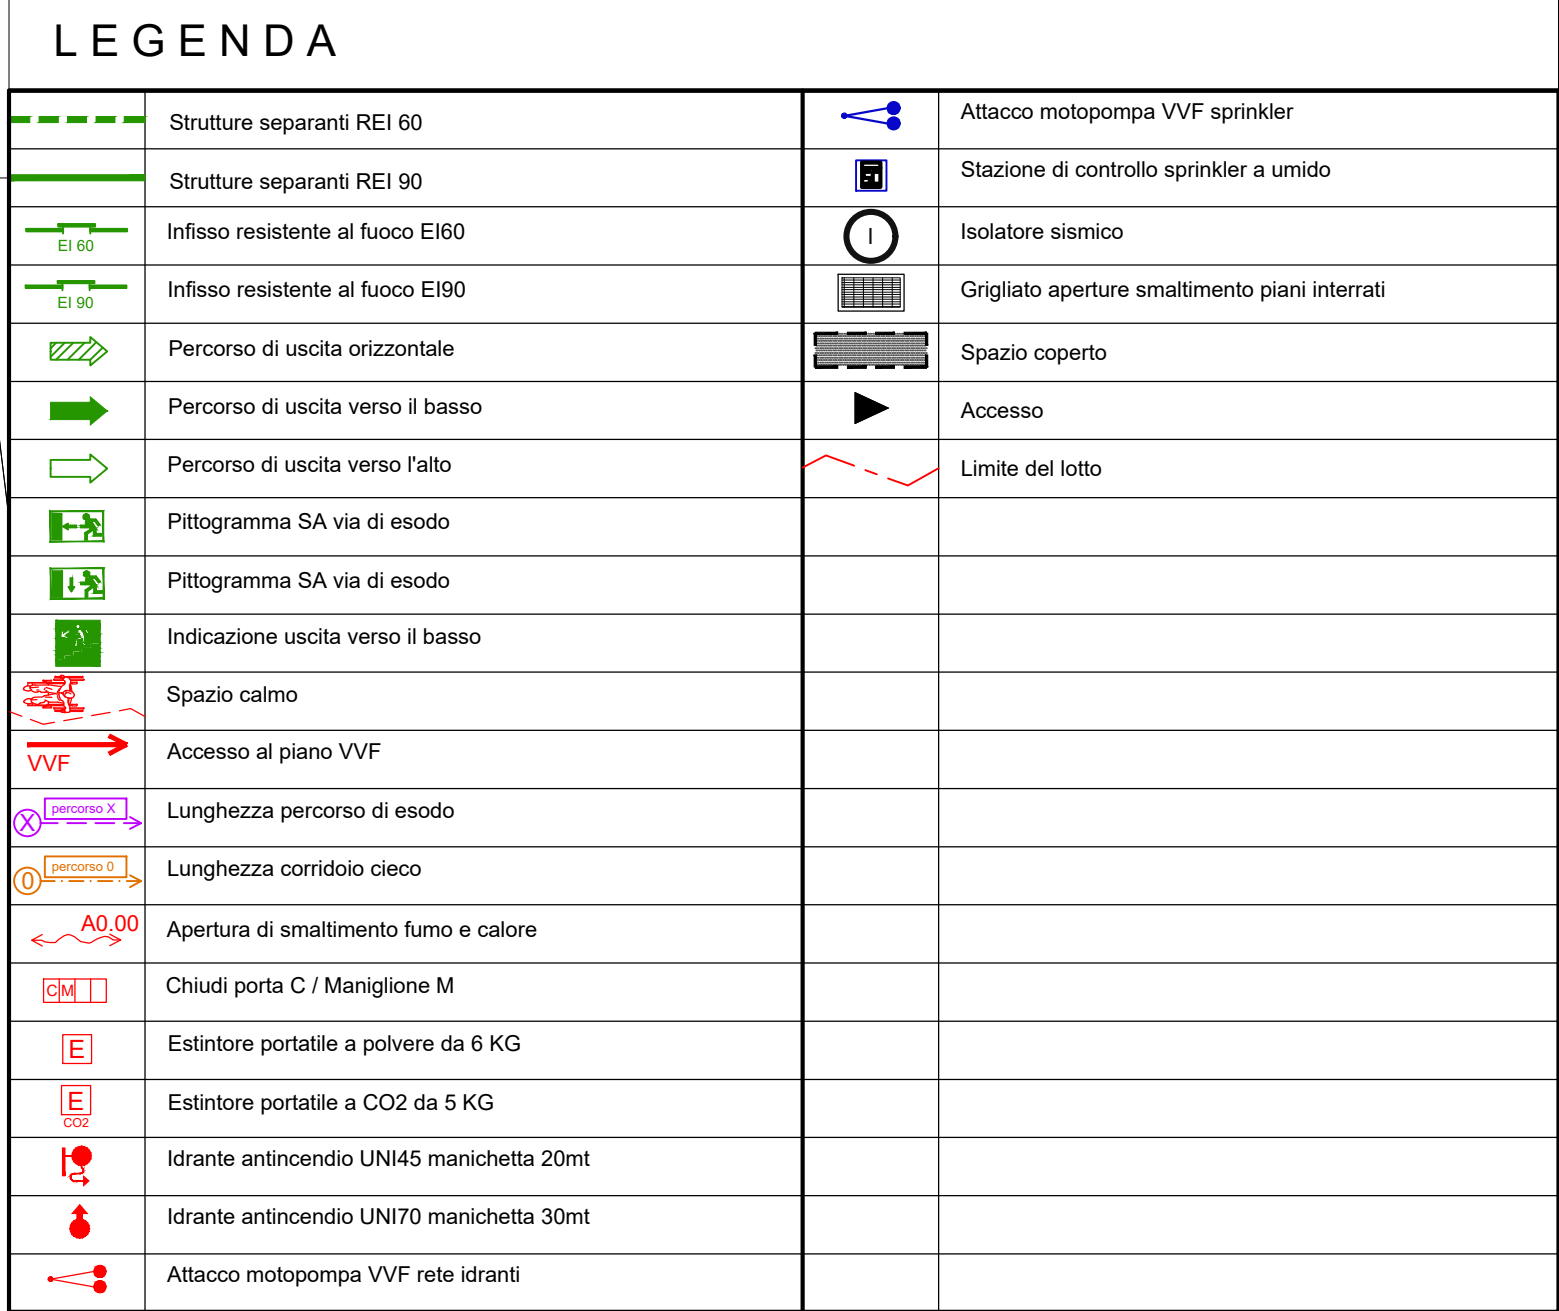 LEGENDA
Strutture separanti REI 60
Strutture separanti REI 90
EI 60
Infisso resistente al fuoco EI60
EI 90
Infisso resistente al fuoco EI90
Percorso di uscita orizzontale
Percorso di uscita verso il basso
Percorso di uscita verso l'alto
Pittogramma SA via di esodo
Pittogramma SA via di esodo
Indicazione uscita verso il basso
Spazio calmo
VVF
Accesso al piano VVF
X
percorso X
Lunghezza percorso di esodo
0
percorso 0
Lunghezza corridoio cieco
A0.00
Apertura di smaltimento fumo e calore
C M
Chiudi porta C / Maniglione M
E
Estintore portatile a polvere da 6 KG
E
CO2
Estintore portatile a CO2 da 5 KG
Idrante antincendio UNI45 manichetta 20mt
Idrante antincendio UNI70 manichetta 30mt
Attacco motopompa VVF rete idranti
Attacco motopompa VVF sprinkler
Stazione di controllo sprinkler a umido
I
Isolatore sismico
Grigliato aperture smaltimento piani interrati
Spazio coperto
Accesso
Limite del lotto